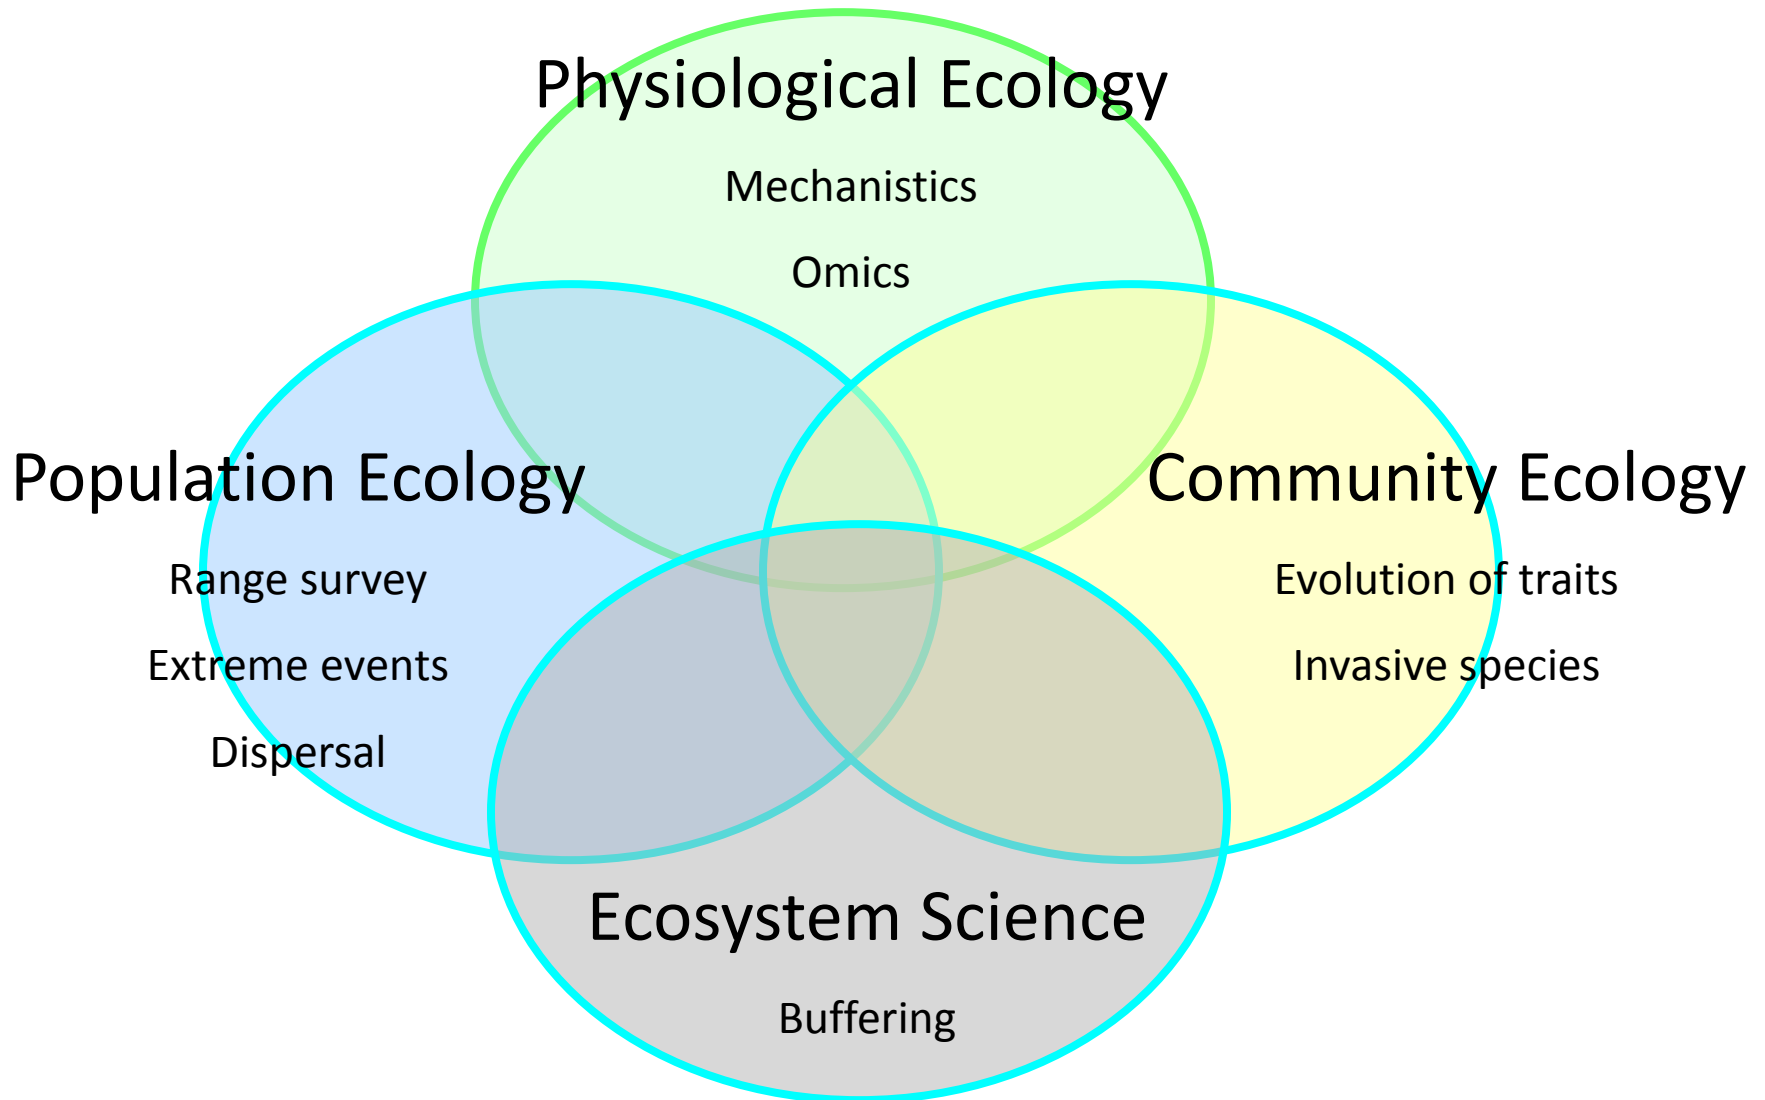 Physiological Ecology
Mechanistics
Omics
Population Ecology
Range survey
Extreme events
Dispersal
Community Ecology
Evolution of traits
Invasive species
Ecosystem Science
Buffering